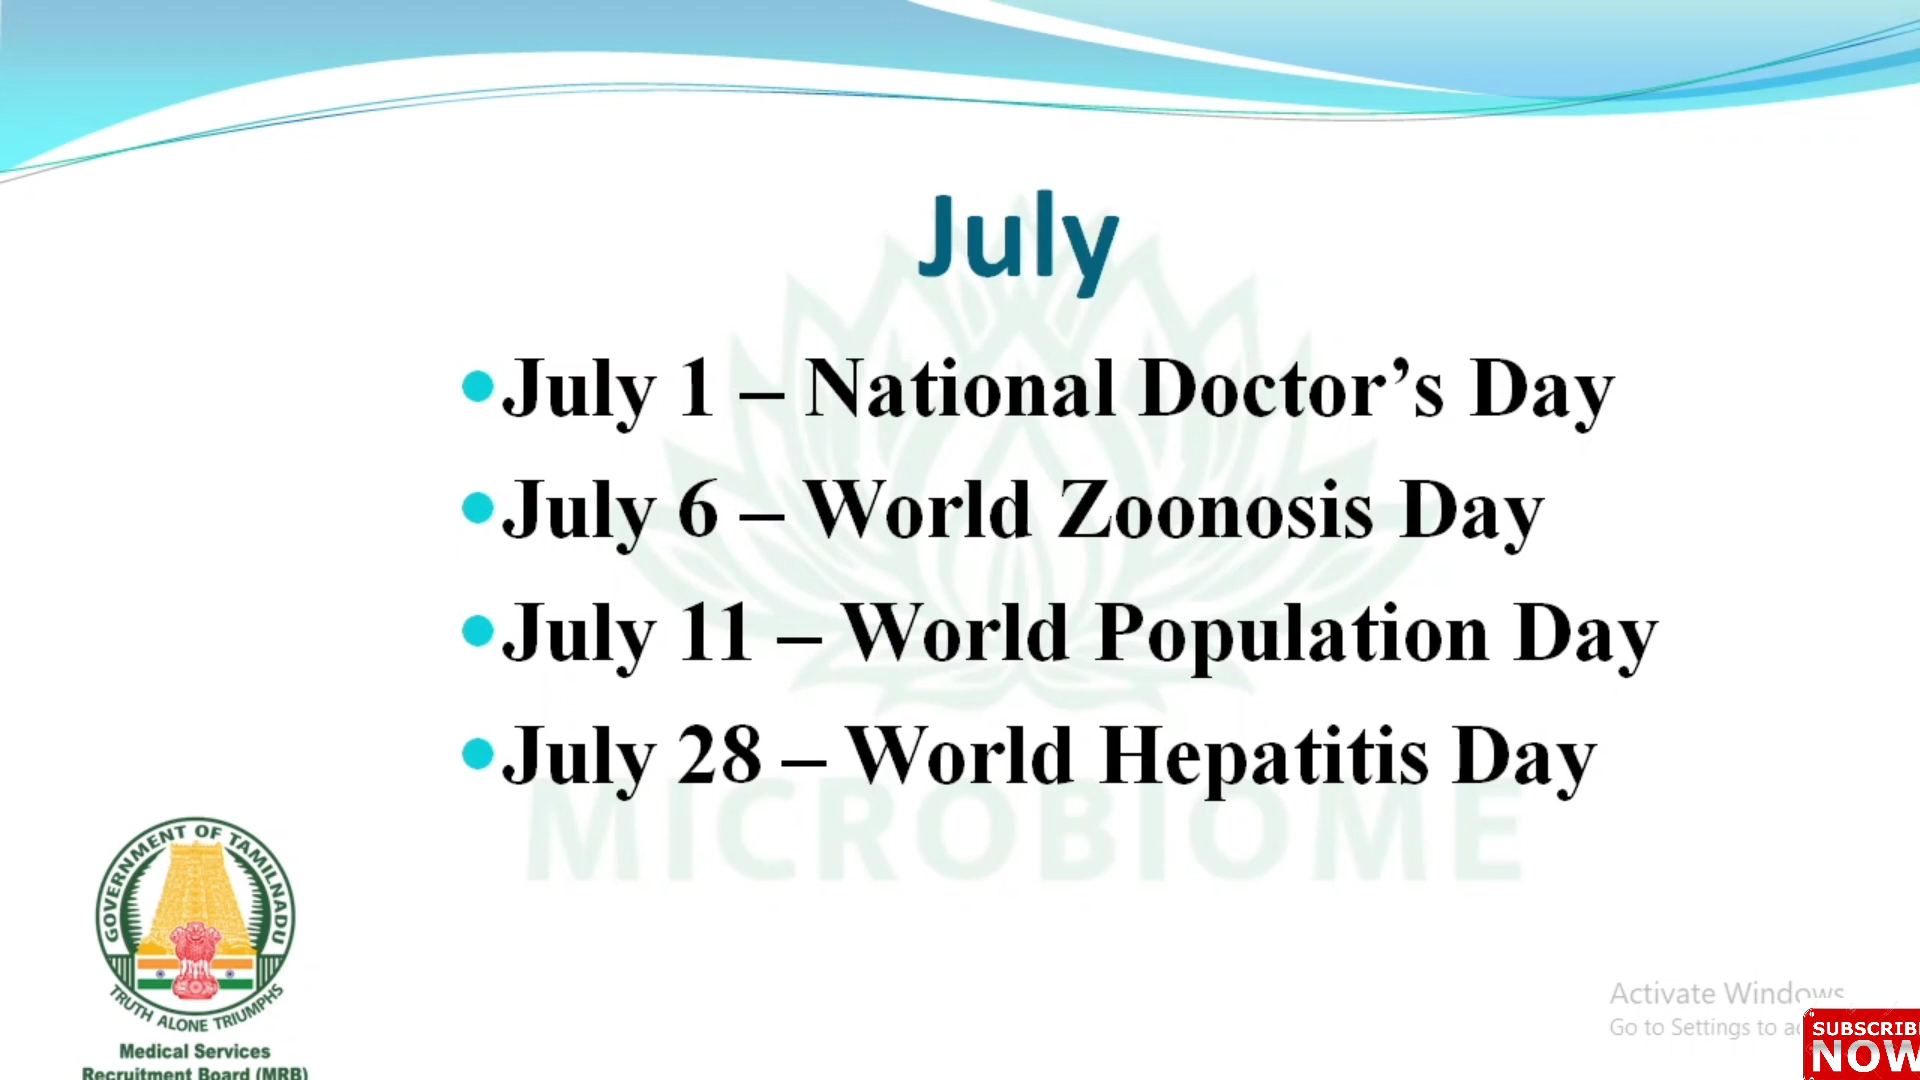 July
•July 1 – National Doctor’s Day
•July 6 – World Zoonosis Day
•July 11 – World Population Day
•July 28 – World Hepatitis Day
MICROBIOME
GOVERNMENT OF TAMILNADU
TRUTH ALONE TRIUMPHS
Medical Services
Recruitment Board (MRB)
Activate Windows
Go to Settings to
SUBSCRIB
NOW